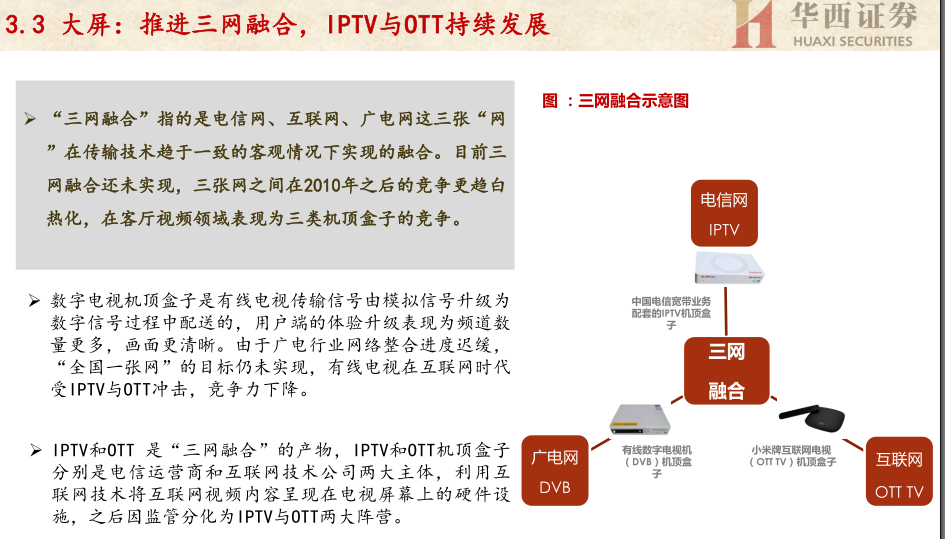 3.3 大屏：推进三网融合，IPTV与OTT持续发展
华西证券
HUAXI SECURITIES
➢ “三网融合”指的是电信网、互联网、广电网这三张“网
”在传输技术趋于一致的客观情况下实现的融合。目前三
网融合还未实现，三张网之间在2010年之后的竞争更趋白
热化，在客厅视频领域表现为三类机顶盒子的竞争。
➢ 数字电视机顶盒子是有线电视传输信号由模拟信号升级为
数字信号过程中配送的，用户端的体验升级表现为频道数
量更多，画面更清晰。由于广电行业网络整合进度迟缓，
“全国一张网”的目标仍未实现，有线电视在互联网时代
受IPTV与OTT冲击，竞争力下降。
➢ IPTV和OTT 是“三网融合”的产物，IPTV和OTT机顶盒子
分别是电信运营商和互联网技术公司两大主体，利用互
联网技术将互联网视频内容呈现在电视屏幕上的硬件设
施，之后因监管分化为IPTV与OTT两大阵营。
图 ：三网融合示意图
电信网
IPTV
中国电信宽带业务
配套的IPTV机顶盒
子
三网
融合
有线数字电视机
（DVB）机顶盒
子
小米牌互联网电视
（OTT TV）机顶盒子
广电网
DVB
互联网
OTT TV